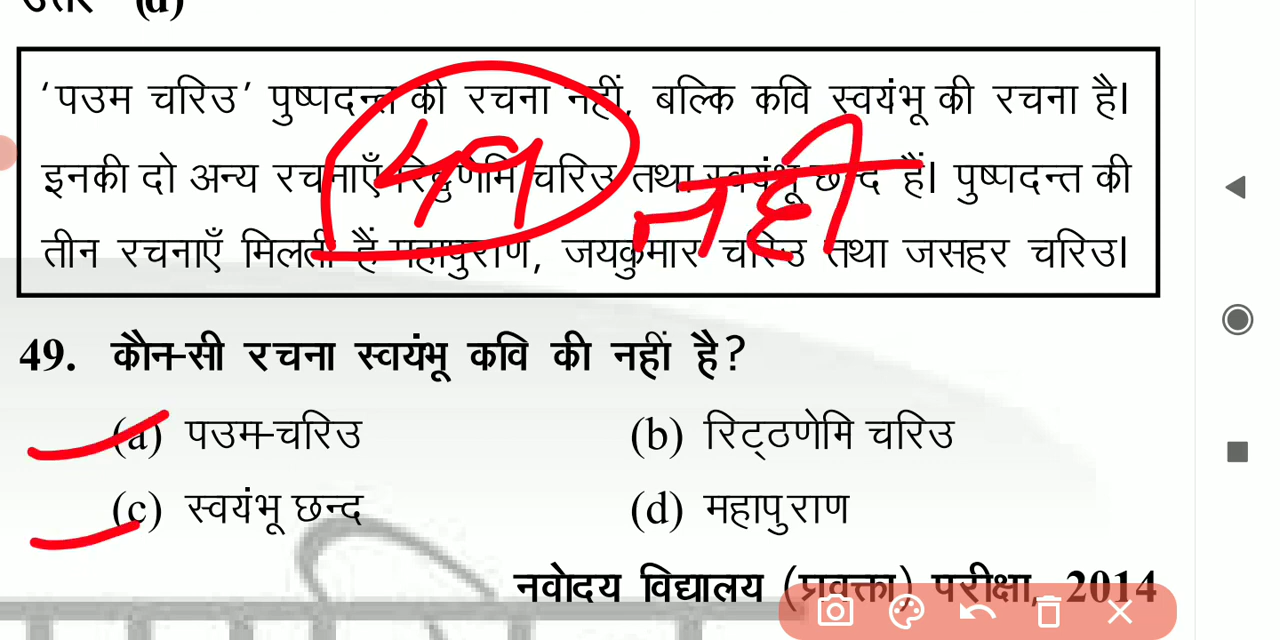 उत्तर (d)
'पउम चरिउ' पुष्पदन्त की रचना नहीं, बल्कि कवि स्वयंभू की रचना है।
इनकी दो अन्य रचनाएँ रिट्ठणेमि चरिउ तथा स्वयंभू छन्द हैं। पुष्पदन्त की
तीन रचनाएँ मिलती हैं महापुराण, जयकुमार चरिउ तथा जसहर चरिउ।
नहीं
49. कौन-सी रचना स्वयंभू कवि की नहीं है?
(a) पउम-चरिउ (b) रिट्ठणेमि चरिउ
(c) स्वयंभू छन्द (d) महापुराण
नवोदय विद्यालय (प्रवक्ता) परीक्षा, 2014